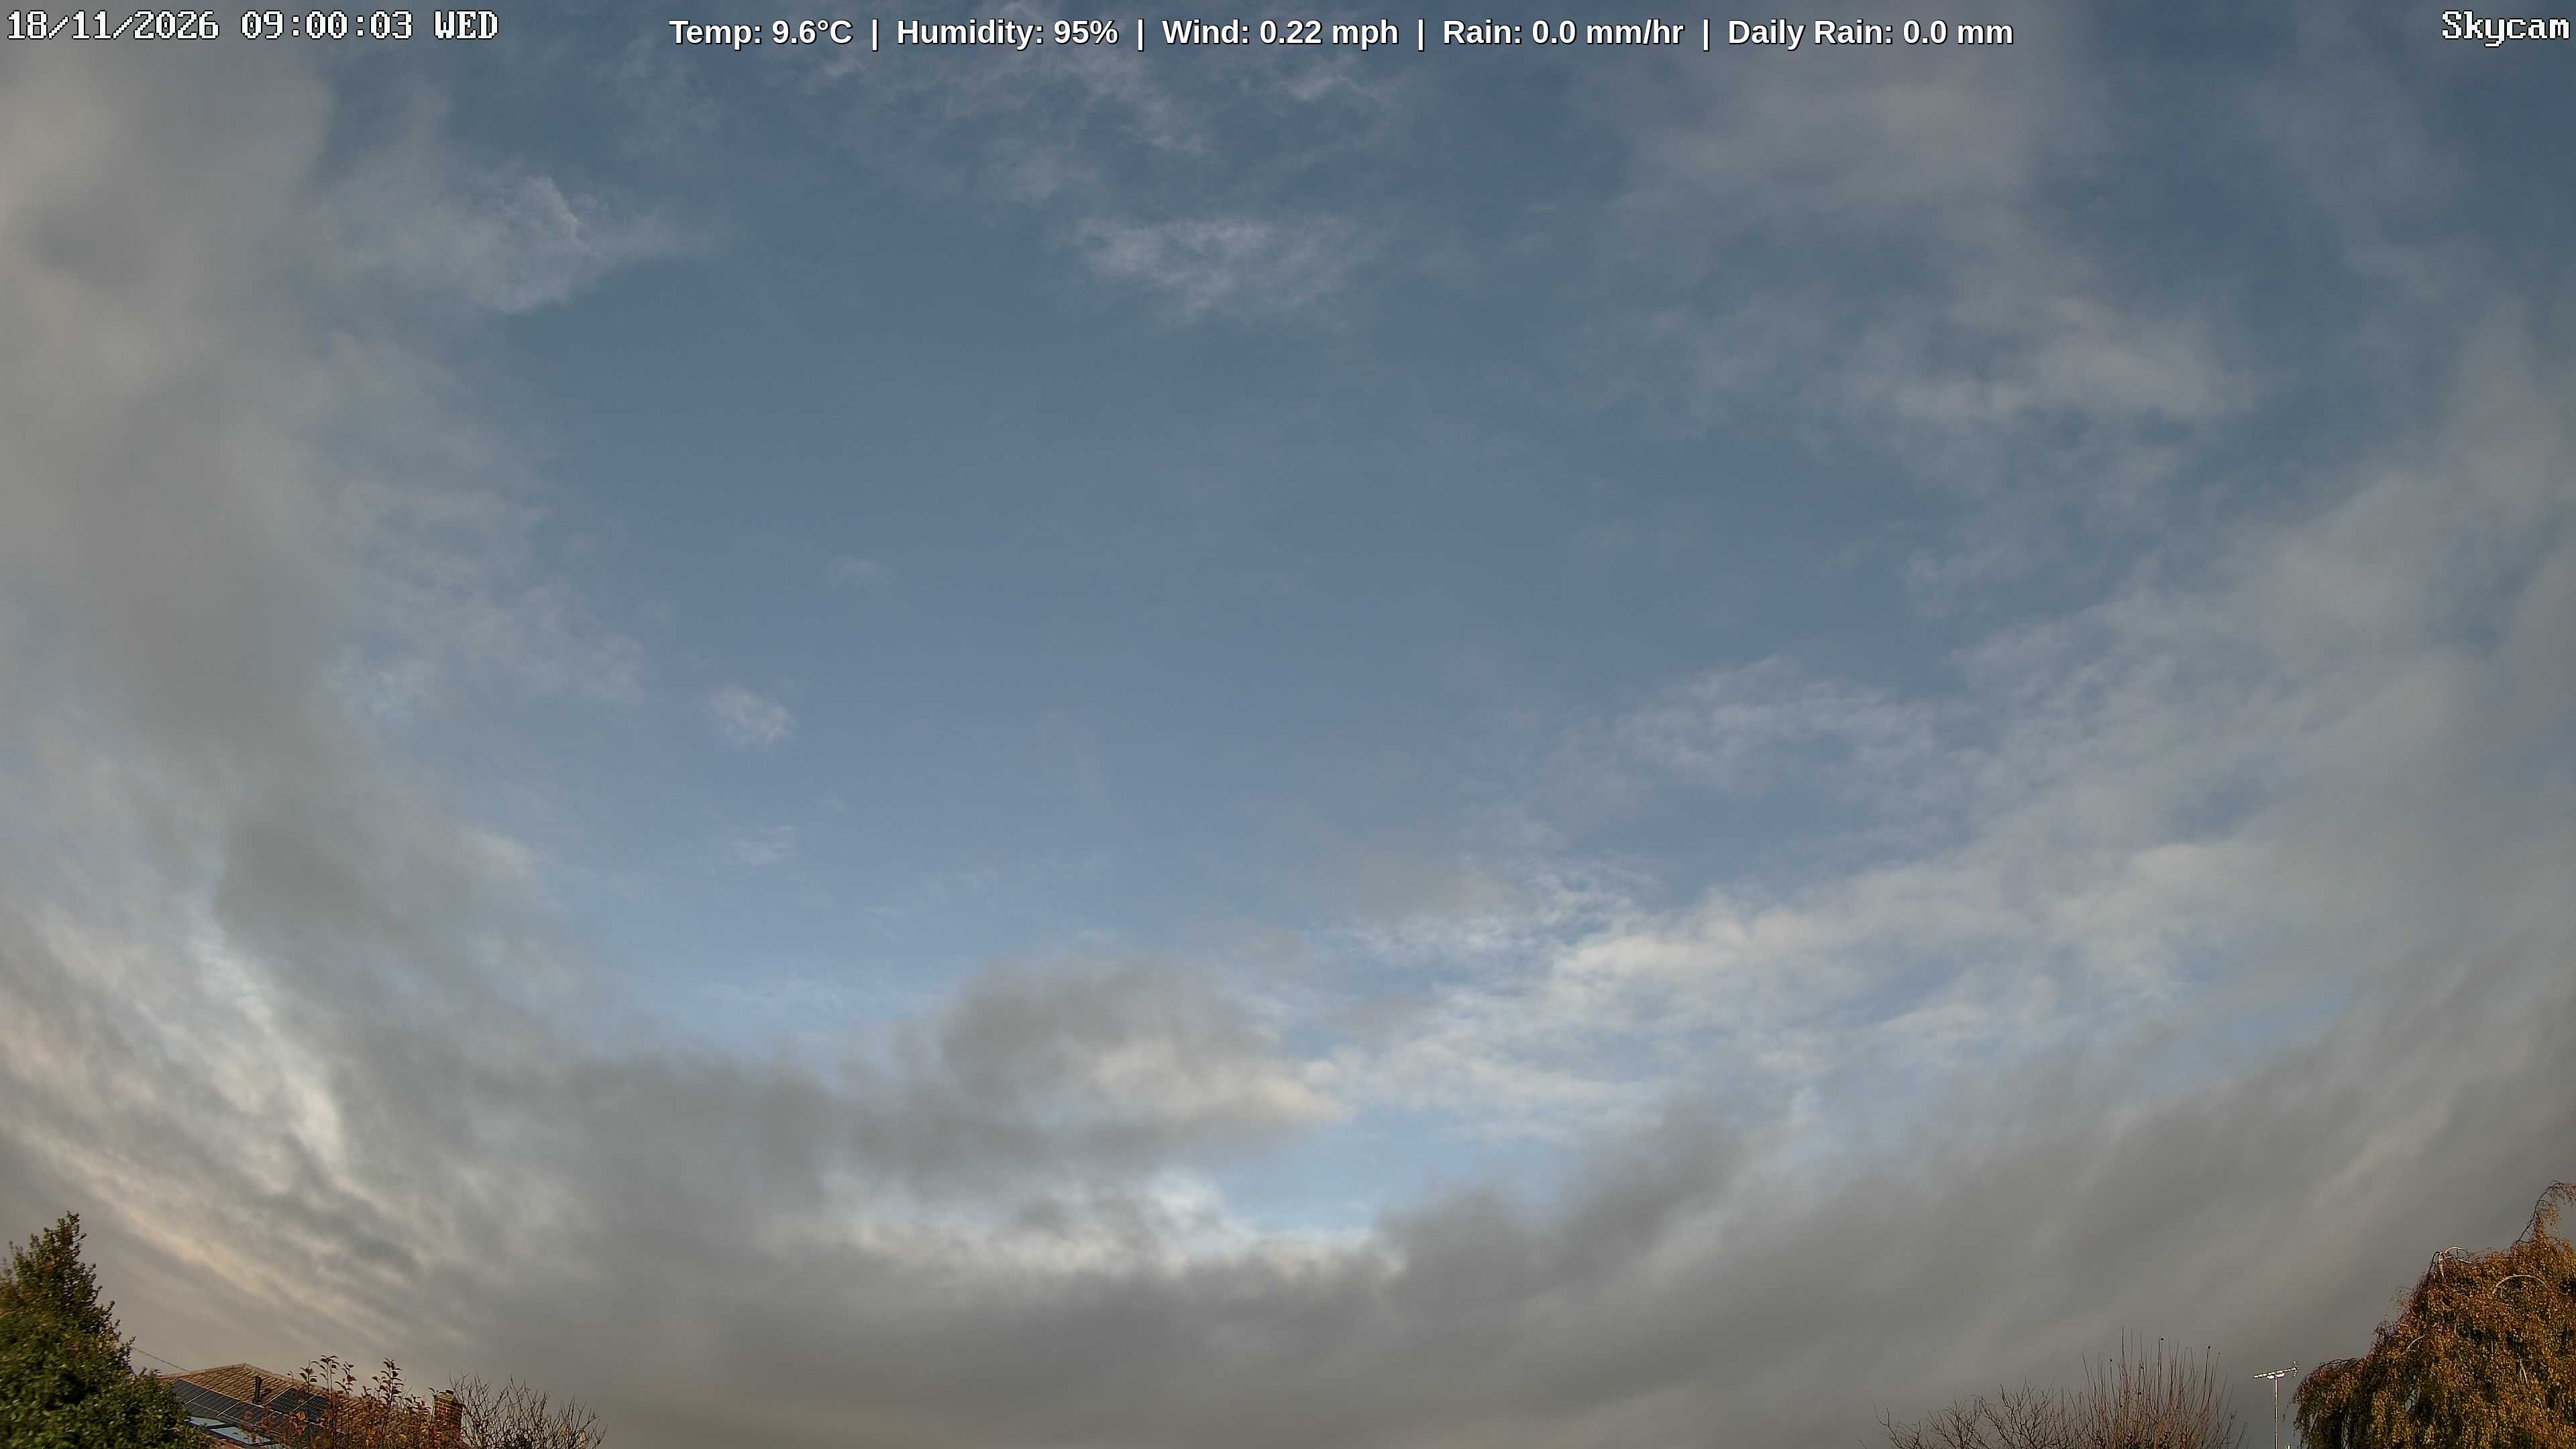 18/11/2026 09:00:03 WED
Temp: 9.6°C | Humidity: 95% | Wind: 0.22 mph | Rain: 0.0 mm/hr | Daily Rain: 0.0 mm
Skycam